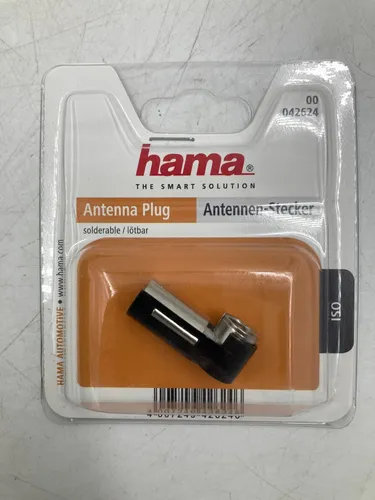 00
042624
hama®
THE SMART SOLUTION
Antenna Plug
Antennen-Stecker
solderable / lötbar
HAMA AUTOMOTIVE • www.hama.com
ISO